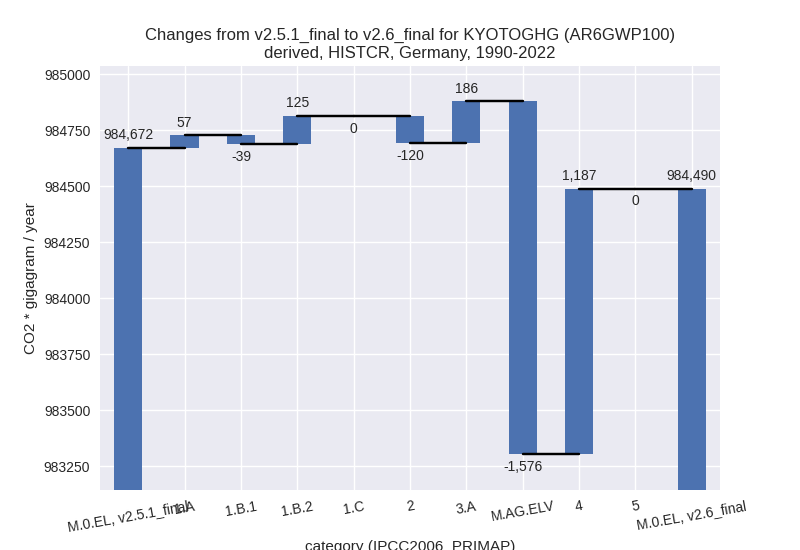 Changes from v2.5.1_final to v2.6_final for KYOTOGHG (AR6GWP100)
derived, HISTCR, Germany, 1990-2022
CO2 * gigagram / year
985000
984750
984500
984250
984000
983750
983500
983250
984,672
57
-39
125
0
-120
186
-1,576
1,187
0
984,490
M.0.EL, v2.5.1_final
1.A
1.B.1
1.B.2
1.C
2
3.A
M.AG.ELV
4
5
M.0.EL, v2.6_final
category (IPCC2006_PRIMAP)